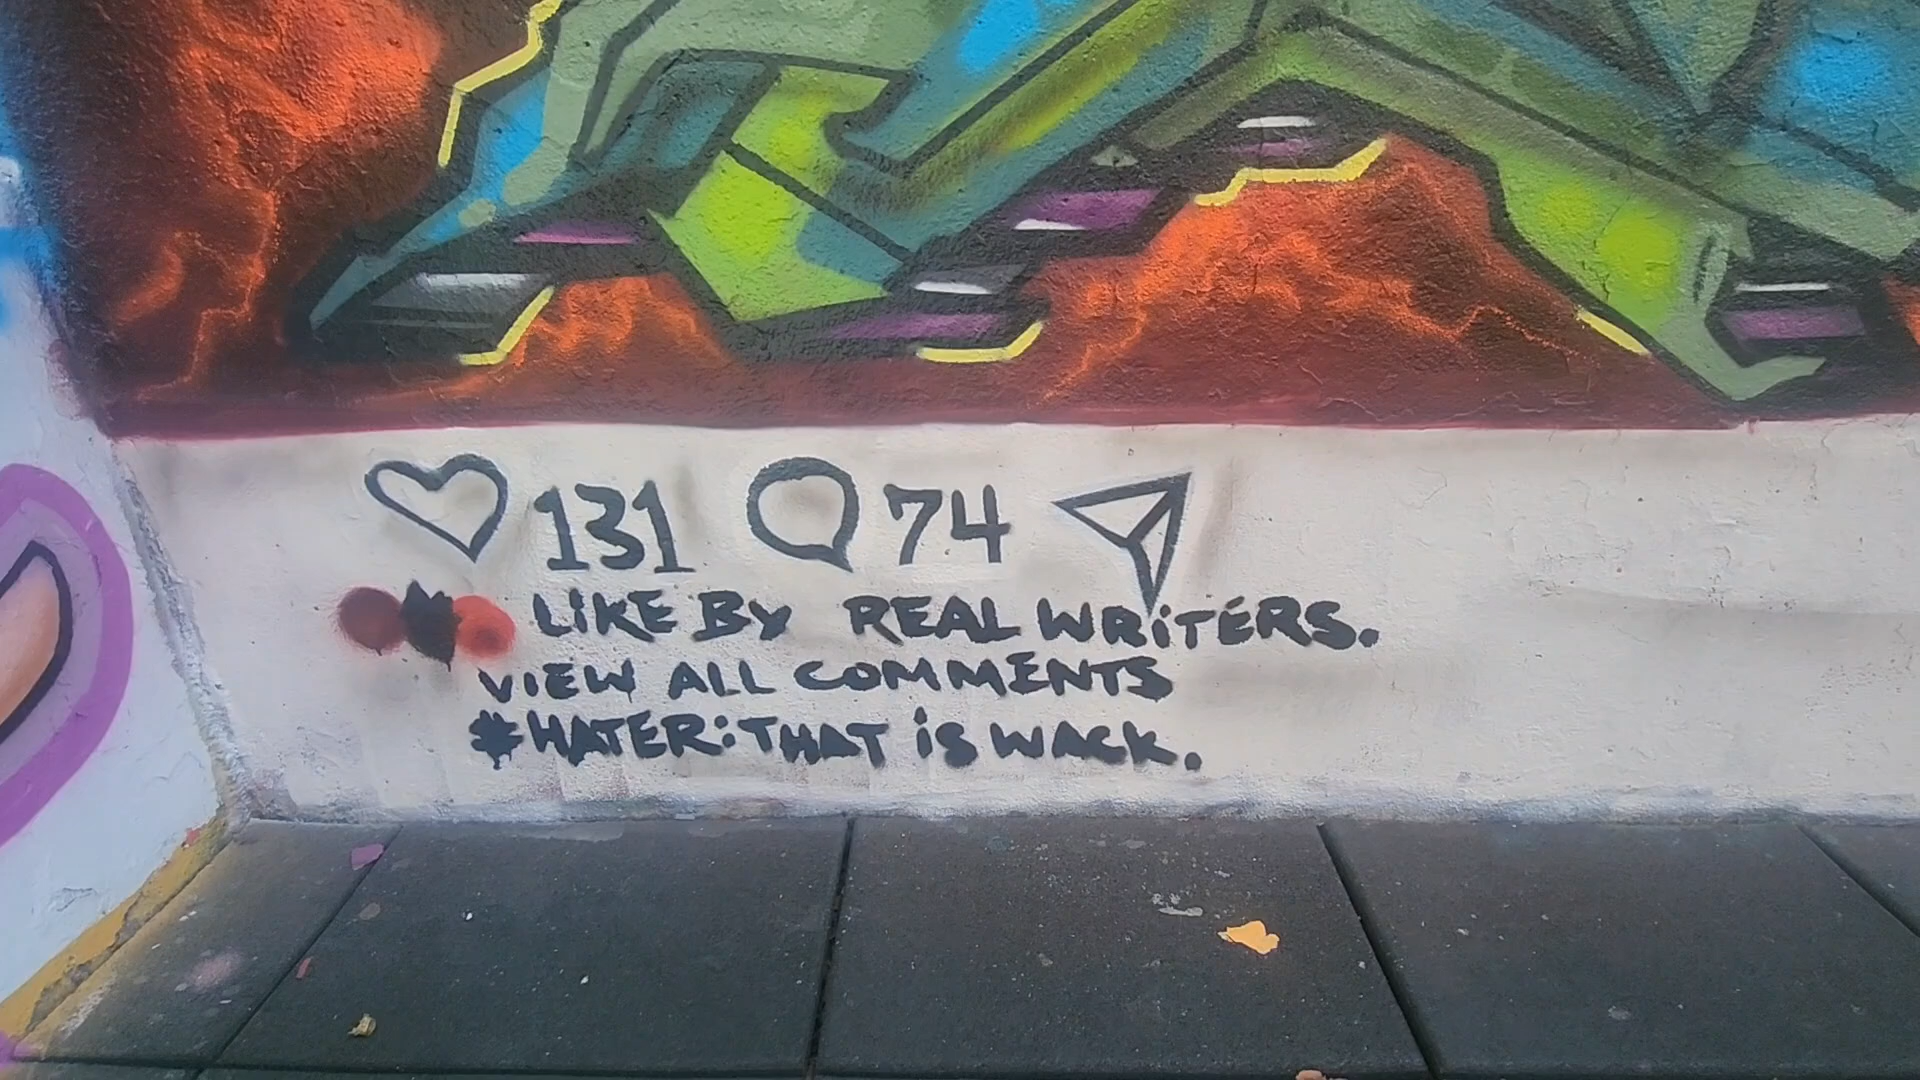 131 74
LiKE BY REAL WRiTERS.
ViEW ALL COMMENTS
#HATER:THAT iS WACK.